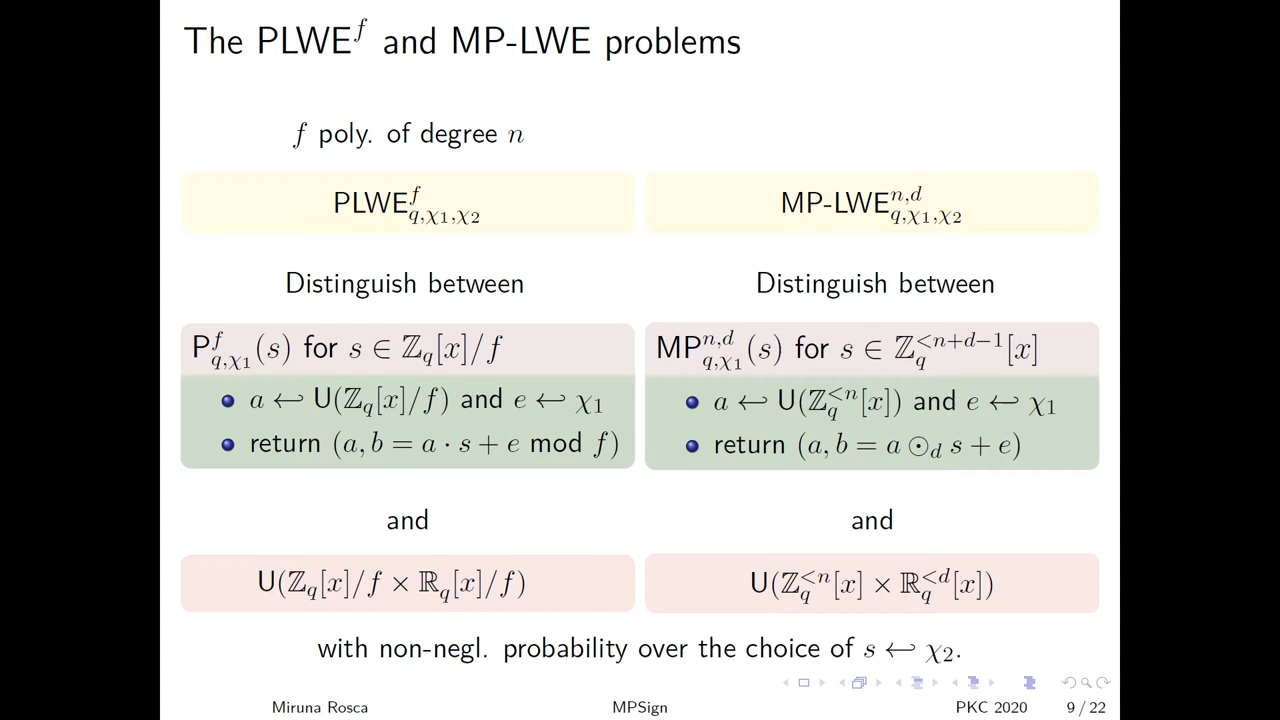 The PLWE^f and MP-LWE problems
f poly. of degree n
PLWE^f_{q,χ₁,χ₂}
Distinguish between
P^f_{q,χ₁}(s) for s ∈ ℤ_q[x]/f
a ↩ U(ℤ_q[x]/f) and e ↩ χ₁
return (a, b = a · s + e mod f)
and
U(ℤ_q[x]/f × ℝ_q[x]/f)
MP-LWE^{n,d}_{q,χ₁,χ₂}
Distinguish between
MP^{n,d}_{q,χ₁}(s) for s ∈ ℤ_q^{<n+d−1}[x]
a ↩ U(ℤ_q^{<n}[x]) and e ↩ χ₁
return (a, b = a ⊙_d s + e)
and
U(ℤ_q^{<n}[x] × ℝ_q^{<d}[x])
with non-negl. probability over the choice of s ↩ χ₂.
Miruna Rosca MPSign PKC 2020 9 / 22